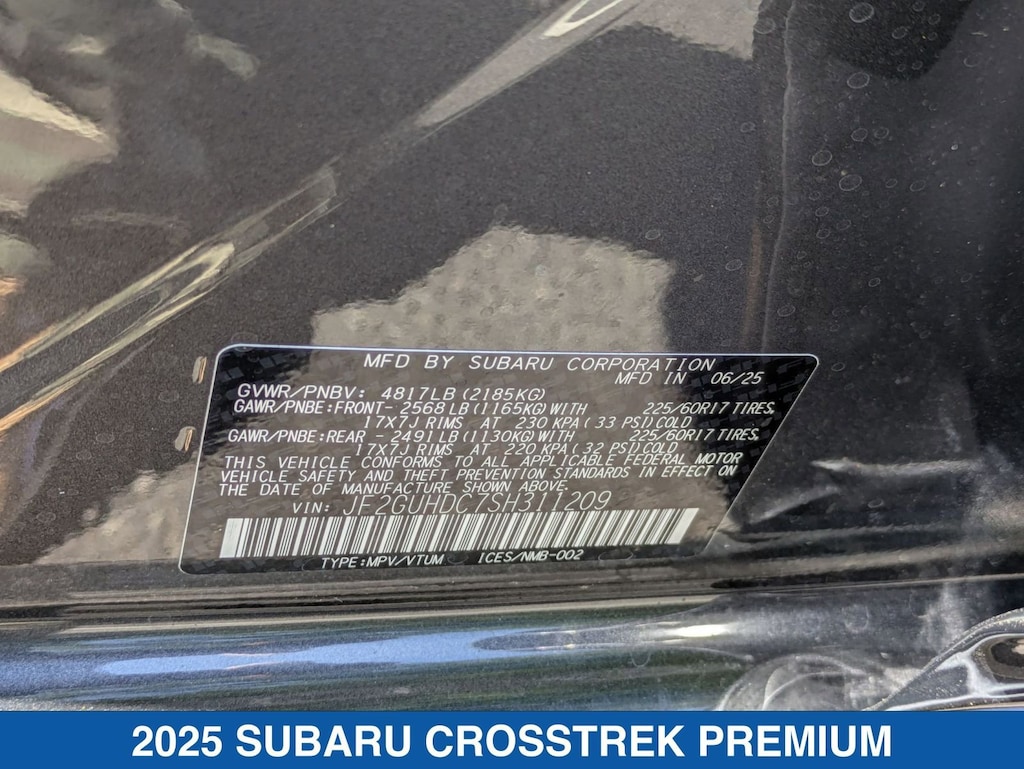 MFD BY SUBARU CORPORATION
MFD IN 06/25
GVWR/PNBV: 4817LB (2185KG)
GAWR/PNBE:FRONT- 2568LB (1165KG)WITH 225/60R17 TIRES,
17X7J RIMS AT 230 KPA( 33 PSI)COLD
GAWR/PNBE:REAR - 2491LB (1130KG)WITH 225/60R17 TIRES,
17X7J RIMS AT 220 KPA( 32 PSI)COLD
THIS VEHICLE CONFORMS TO ALL APPLICABLE FEDERAL MOTOR
VEHICLE SAFETY AND THEFT PREVENTION STANDARDS IN EFFECT ON
THE DATE OF MANUFACTURE SHOWN ABOVE.
VIN: JF2GUHDC7SH311209
TYPE:MPV/VTUM ICES/NMB-002
2025 SUBARU CROSSTREK PREMIUM